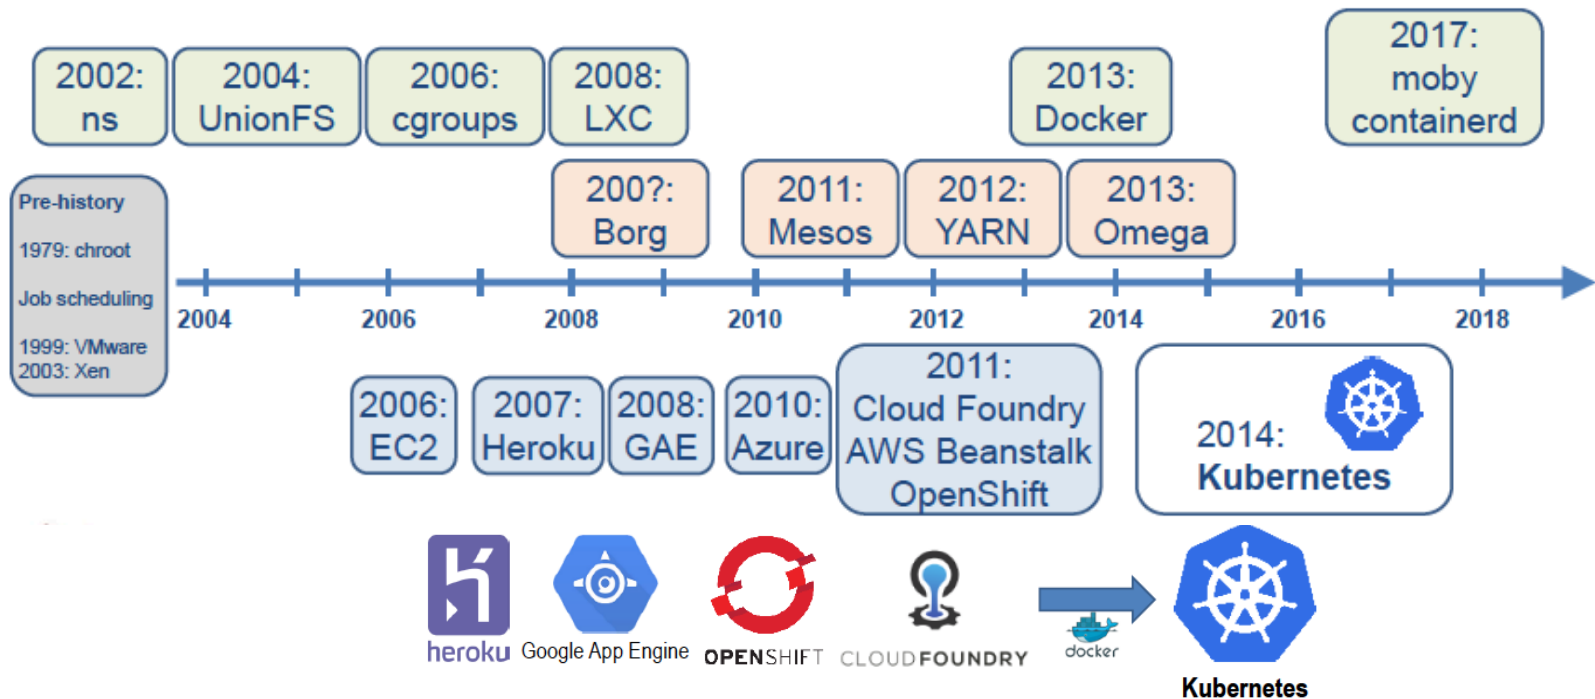 2002:
ns
2004:
UnionFS
2006:
cgroups
2008:
LXC
2013:
Docker
2017:
moby
containerd
200?:
Borg
2011:
Mesos
2012:
YARN
2013:
Omega
Pre-history
1979: chroot
Job scheduling
1999: VMware
2003: Xen
2004 2006 2008 2010 2012 2014 2016 2018
2006:
EC2
2007:
Heroku
2008:
GAE
2010:
Azure
2011:
Cloud Foundry
AWS Beanstalk
OpenShift
2014:
Kubernetes
heroku
Google App Engine
OPENSHIFT
CLOUDFOUNDRY
docker
Kubernetes